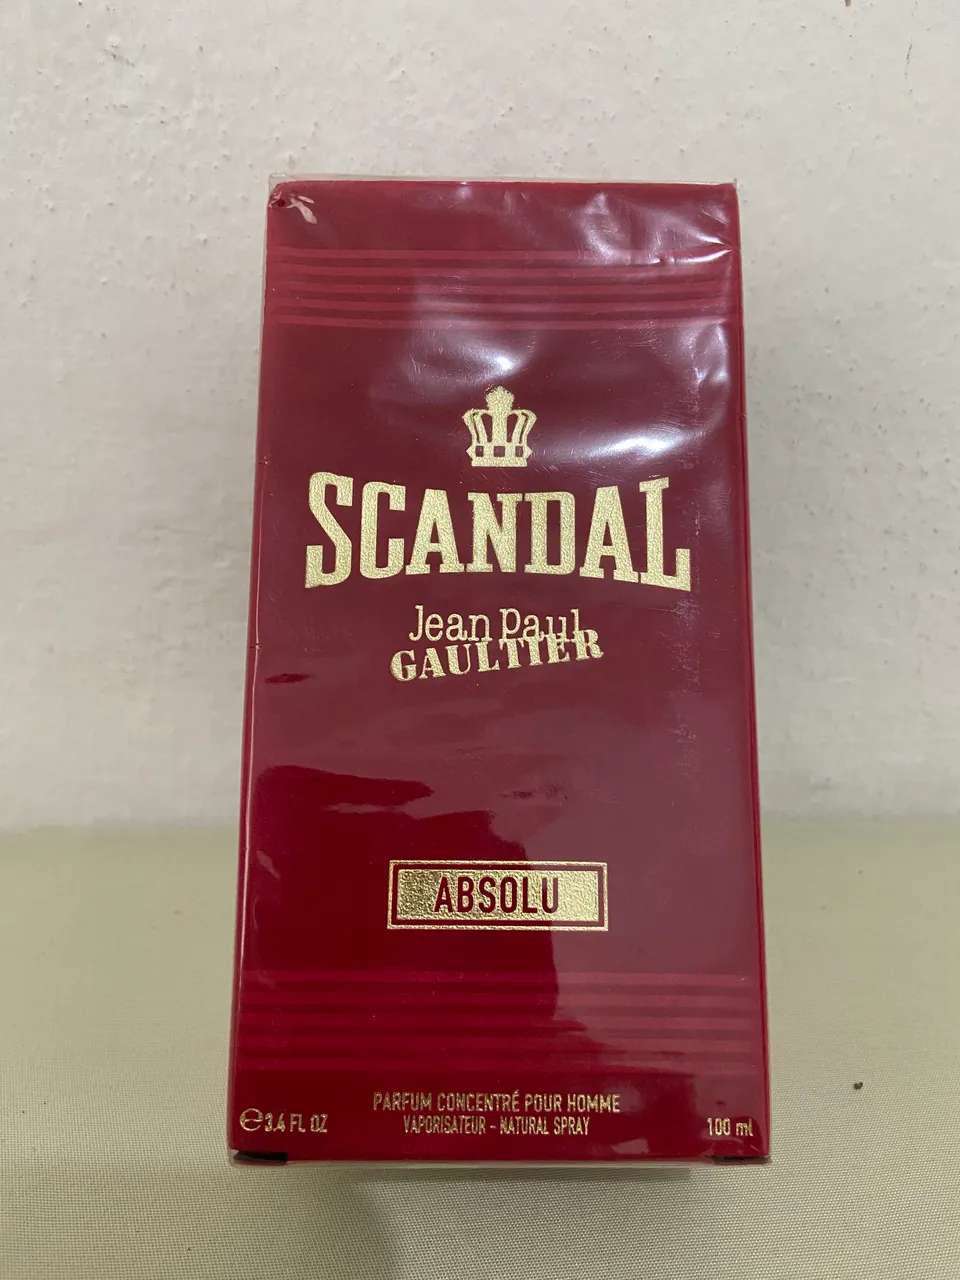 SCANDAL
Jean Paul
GAULTIER
ABSOLU
PARFUM CONCENTRÉ POUR HOMME
℮3.4 FL OZ VAPORISATEUR - NATURAL SPRAY 100 ml